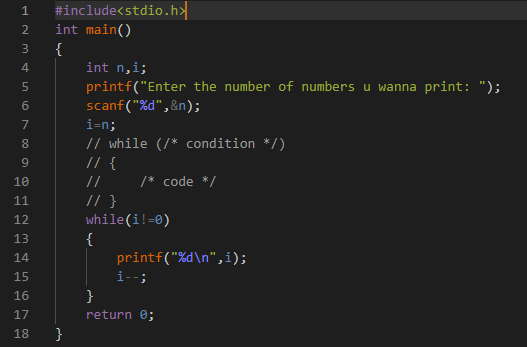 1 #include<stdio.h>
2 int main()
3 {
4     int n,i;
5     printf("Enter the number of numbers u wanna print: ");
6     scanf("%d",&n);
7     i=n;
8     // while (/* condition */)
9     // {
10     //     /* code */
11     // }
12     while(i!=0)
13     {
14         printf("%d\n",i);
15         i--;
16     }
17     return 0;
18 }